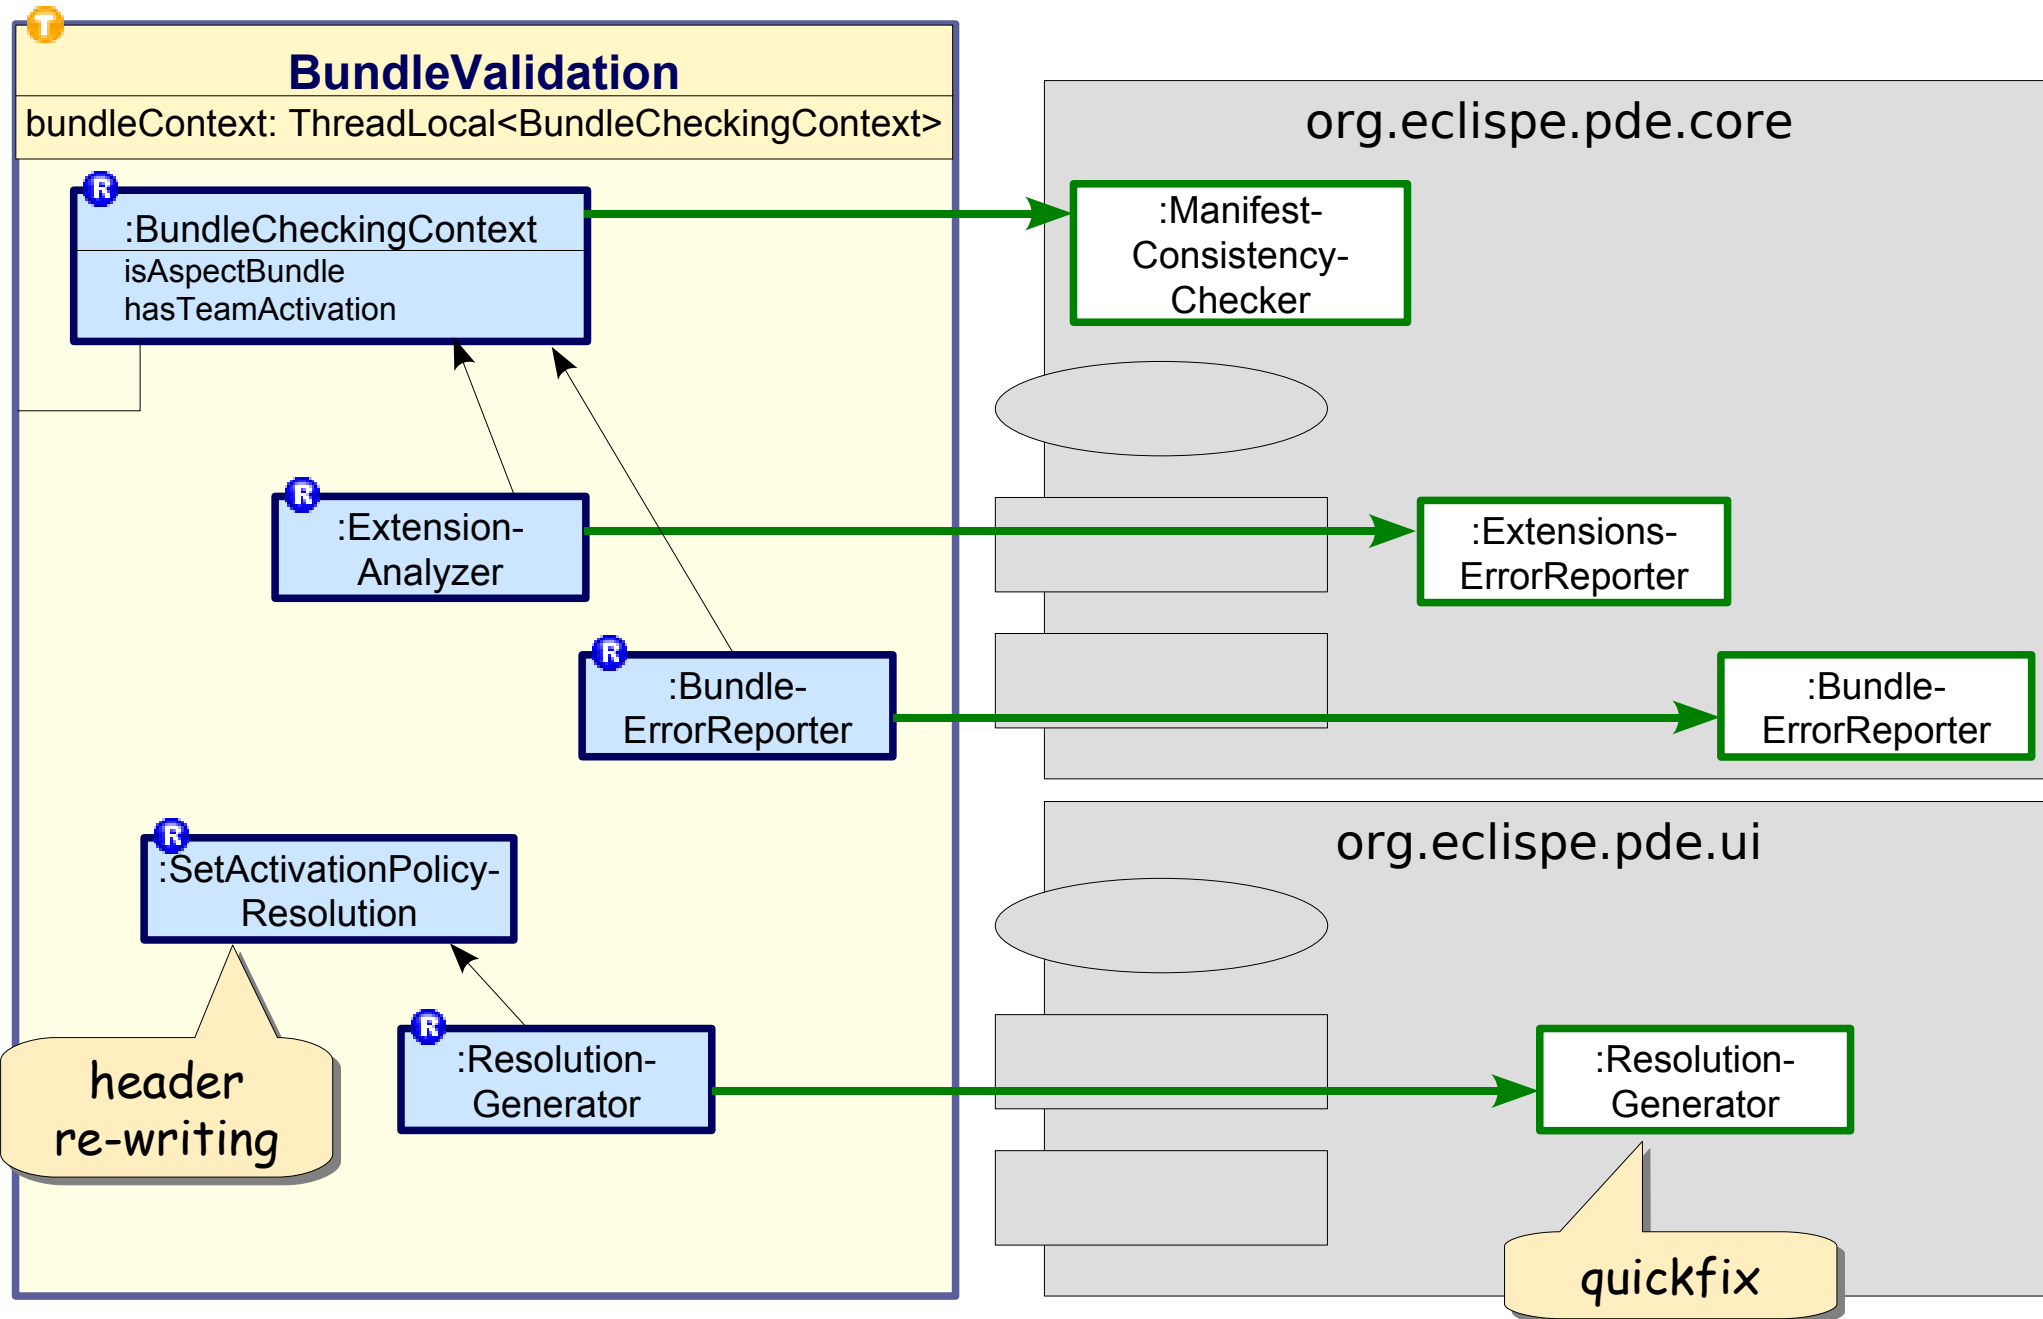 T
BundleValidation
bundleContext: ThreadLocal<BundleCheckingContext>
R
:BundleCheckingContext
isAspectBundle
hasTeamActivation
R
:Extension-
Analyzer
R
:Bundle-
ErrorReporter
R
:SetActivationPolicy-
Resolution
R
:Resolution-
Generator
header
re-writing
org.eclispe.pde.core
:Manifest-
Consistency-
Checker
:Extensions-
ErrorReporter
:Bundle-
ErrorReporter
org.eclispe.pde.ui
:Resolution-
Generator
quickfix